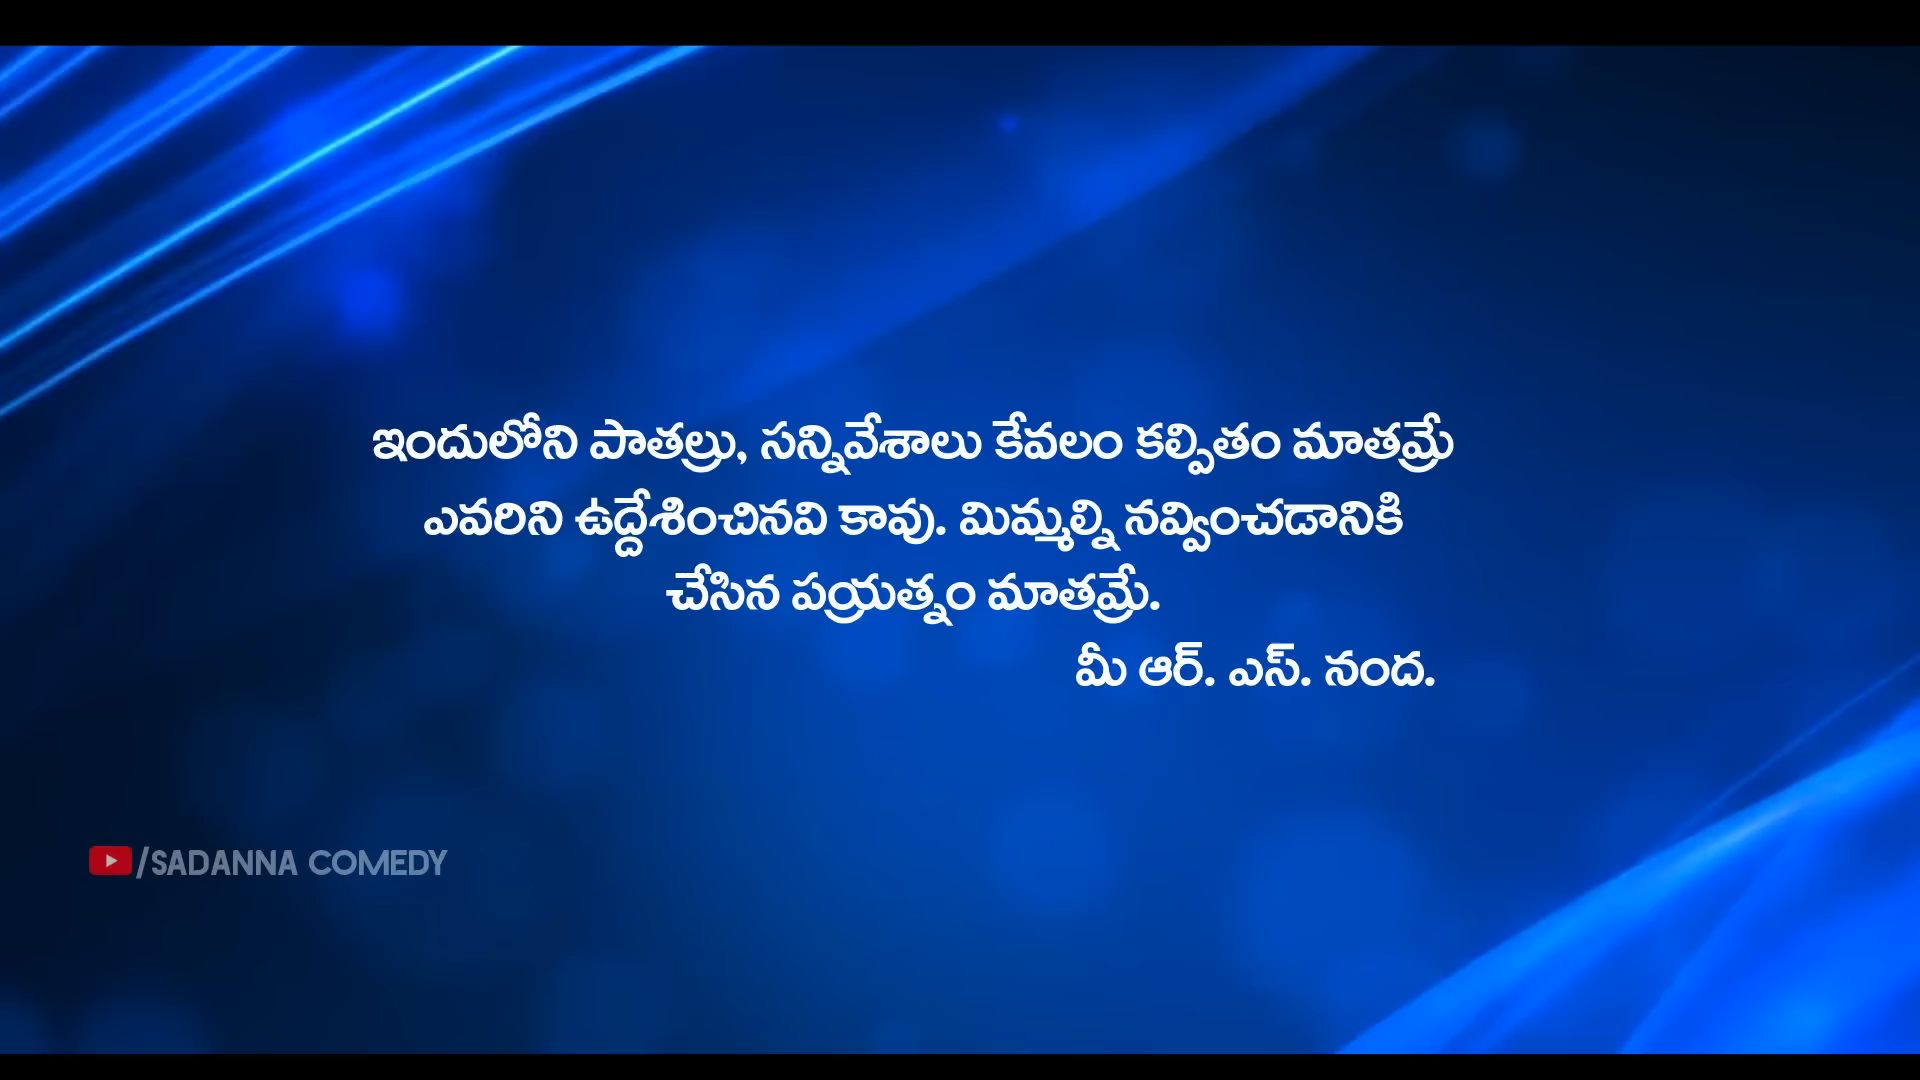 ఇందులోని పాత్రలు, సన్నివేశాలు కేవలం కల్పితం మాత్రమే
ఎవరిని ఉద్దేశించినవి కావు. మిమ్మల్ని నవ్వించడానికి
చేసిన ప్రయత్నం మాత్రమే.
మీ ఆర్. ఎస్. నంద.
/SADANNA COMEDY